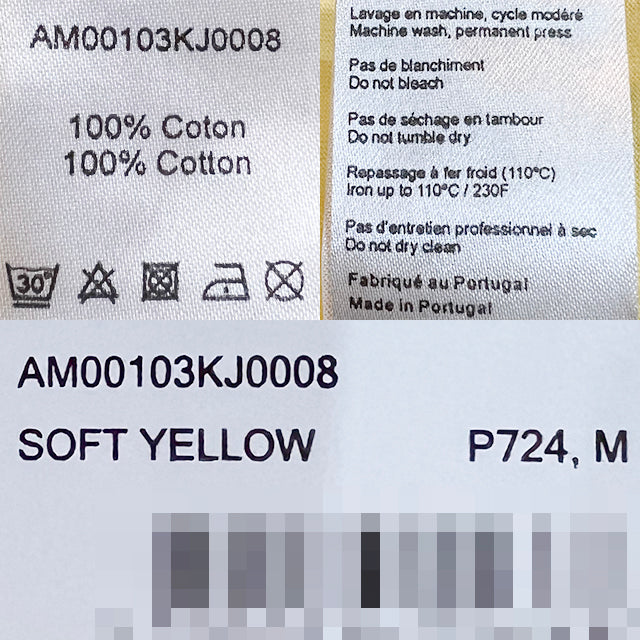 AM00103KJ0008
100% Coton
100% Cotton
30°
Lavage en machine, cycle modéré
Machine wash, permanent press
Pas de blanchiment
Do not bleach
Pas de séchage en tambour
Do not tumble dry
Repassage à fer froid (110°C)
Iron up to 110°C / 230F
Pas d'entretien professionnel à sec
Do not dry clean
Fabriqué au Portugal
Made in Portugal
AM00103KJ0008
SOFT YELLOW P724, M